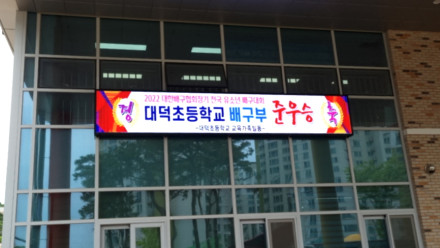 2022 대한배구협회장기 전국 유소년 배구대회
경 대덕초등학교 배구부 준우승 축
-대덕초등학교 교육가족일동-